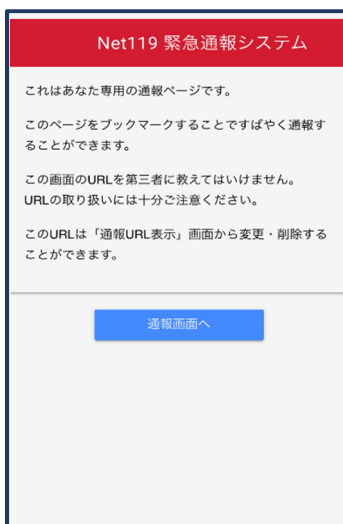 Net119 緊急通報システム
これはあなた専用の通報ページです。
このページをブックマークすることですばやく通報す
ることができます。
この画面のURLを第三者に教えてはいけません。
URLの取り扱いには十分ご注意ください。
このURLは「通報URL表示」画面から変更・削除する
ことができます。
通報画面へ